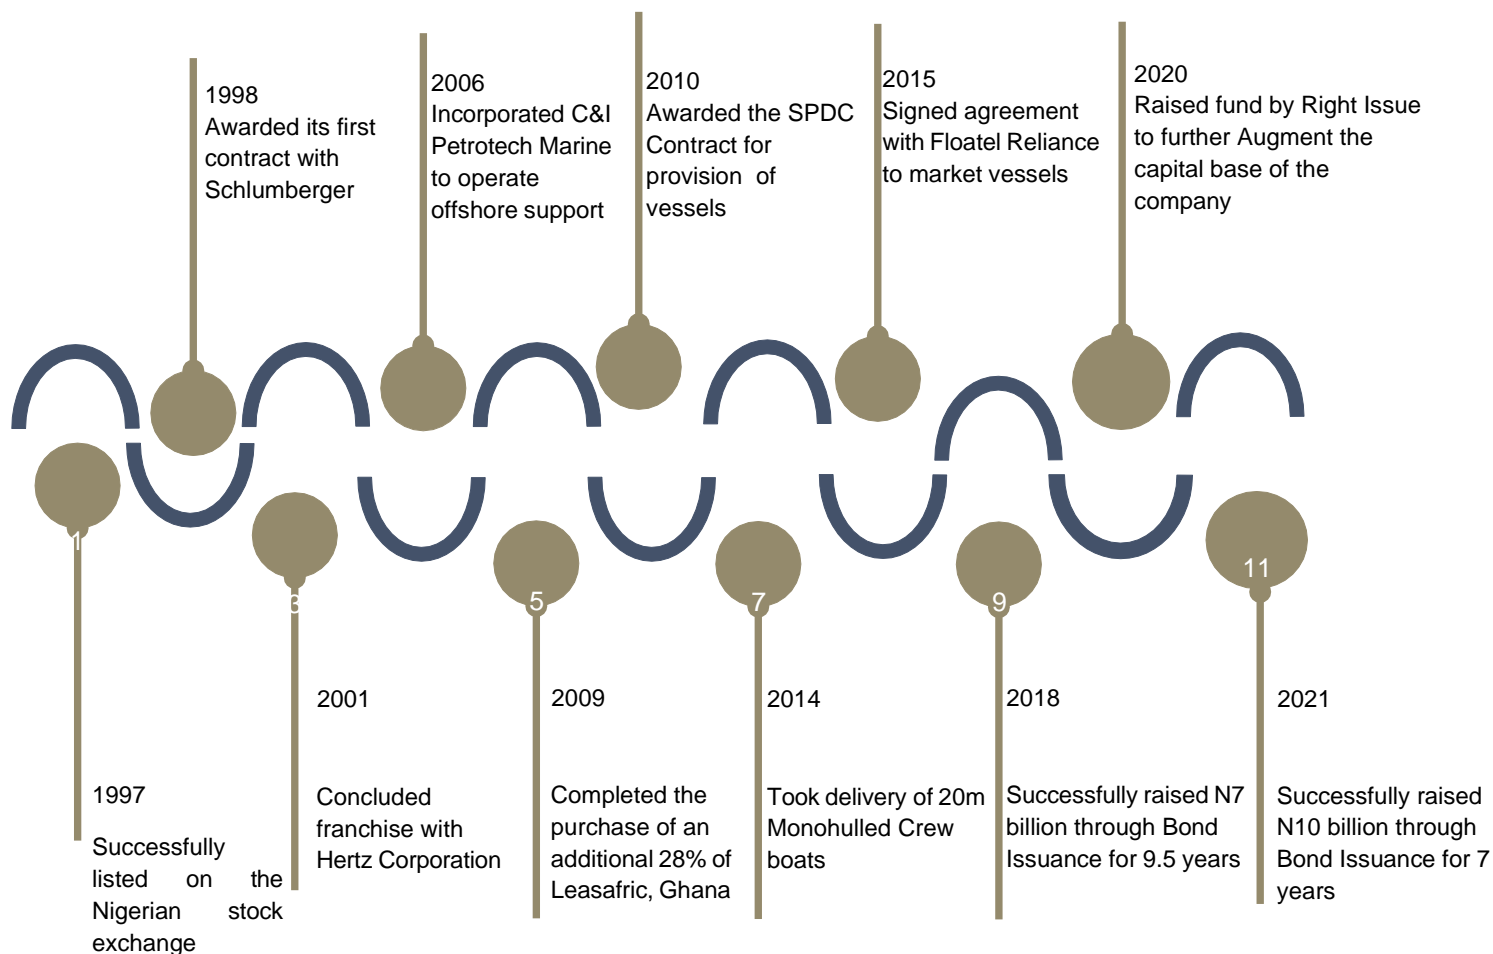 1998
Awarded its first
contract with
Schlumberger
2006
Incorporated C&I
Petrotech Marine
to operate
offshore support
2010
Awarded the SPDC
Contract for
provision of
vessels
2015
Signed agreement
with Floatel Reliance
to market vessels
2020
Raised fund by Right Issue
to further Augment the
capital base of the
company
1
3
5
7
9
11
1997
Successfully
listed on the
Nigerian stock
exchange
2001
Concluded
franchise with
Hertz Corporation
2009
Completed the
purchase of an
additional 28% of
Leasafric, Ghana
2014
Took delivery of 20m
Monohulled Crew
boats
2018
Successfully raised N7
billion through Bond
Issuance for 9.5 years
2021
Successfully raised
N10 billion through
Bond Issuance for 7
years